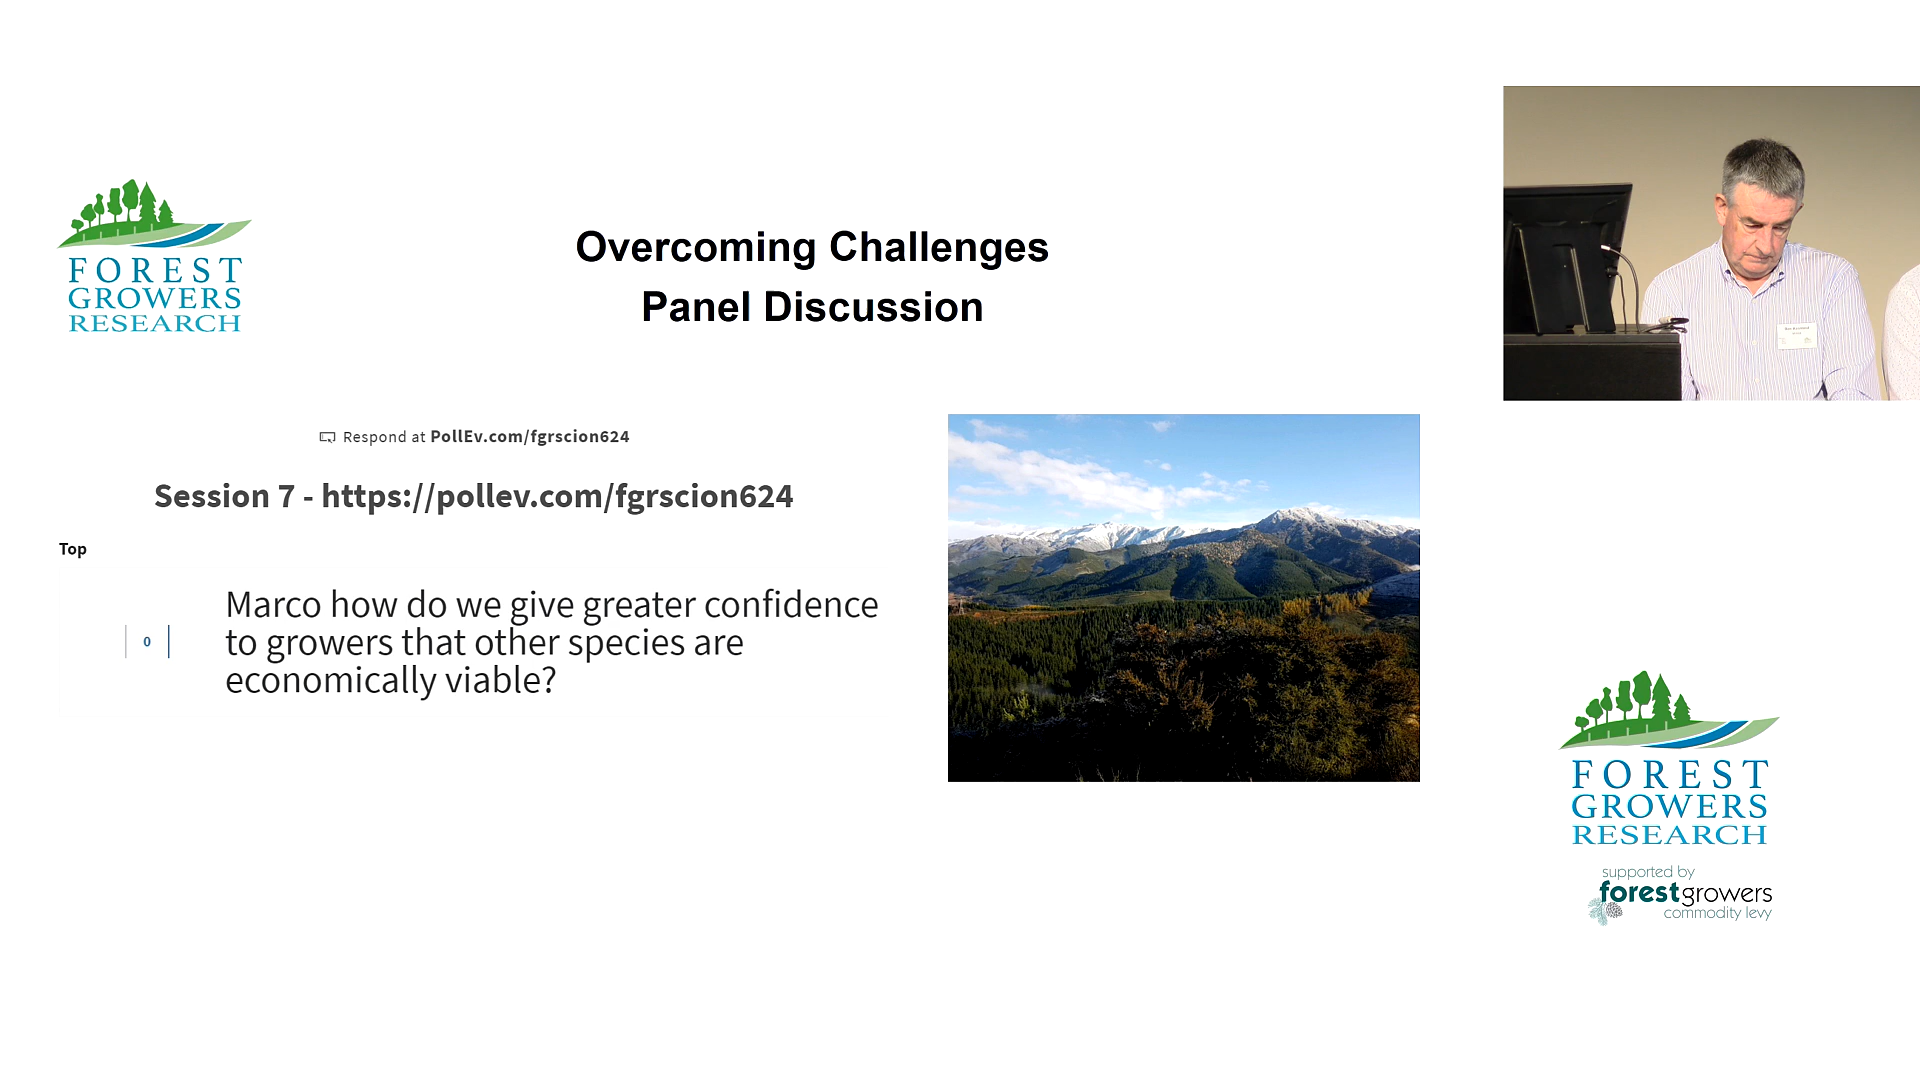 FOREST
GROWERS
RESEARCH
Overcoming Challenges
Panel Discussion
Respond at PollEv.com/fgrscion624
Session 7 - https://pollev.com/fgrscion624
Top
0
Marco how do we give greater confidence
to growers that other species are
economically viable?
FOREST
GROWERS
RESEARCH
supported by
forestgrowers
commodity levy